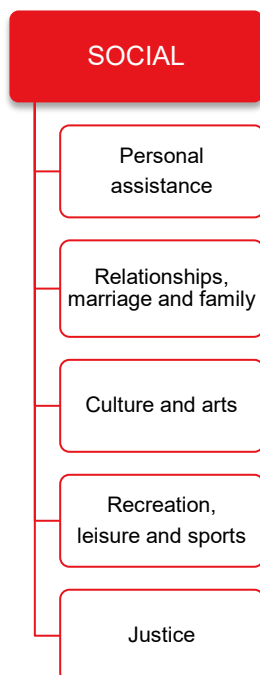 SOCIAL
Personal
assistance
Relationships,
marriage and family
Culture and arts
Recreation,
leisure and sports
Justice